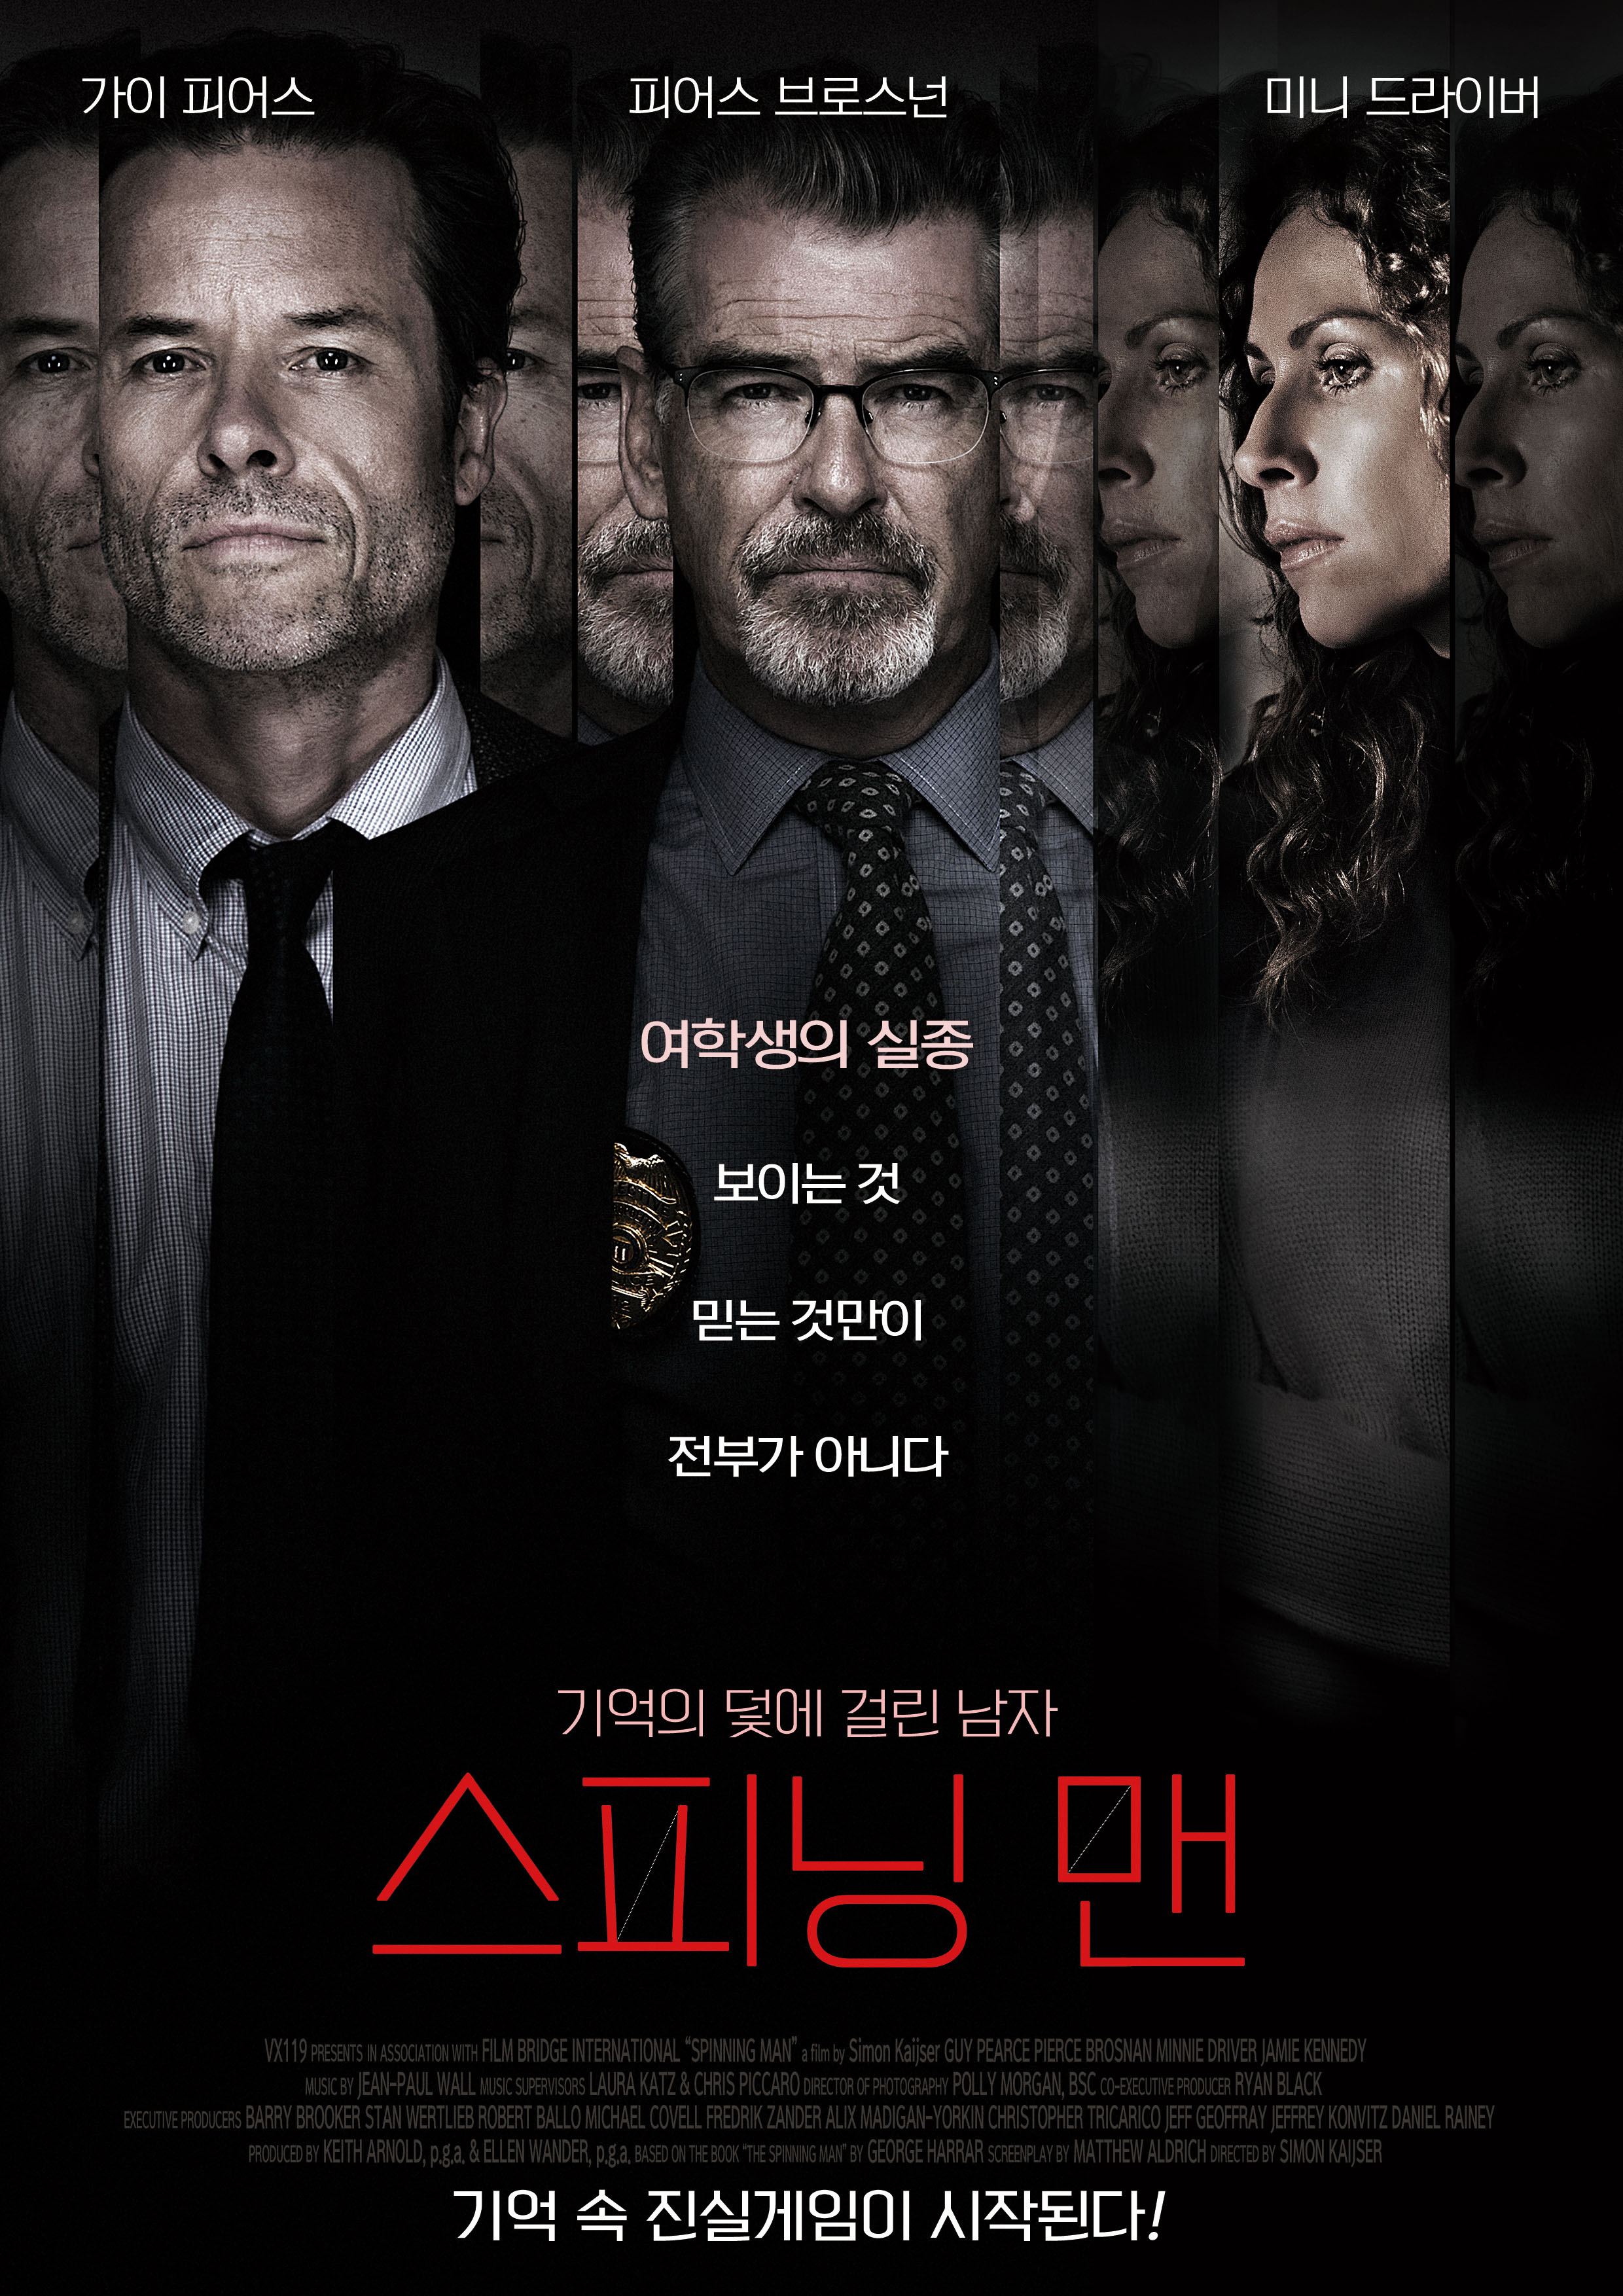 가이 피어스
피어스 브로스넌
미니 드라이버
여학생의 실종
보이는 것
믿는 것만이
전부가 아니다
기억의 덫에 걸린 남자
스피닝 맨
VX119 PRESENTS IN ASSOCIATION WITH FILM BRIDGE INTERNATIONAL “SPINNING MAN” a film by Simon Kaijser GUY PEARCE PIERCE BROSNAN MINNIE DRIVER JAMIE KENNEDY
MUSIC BY JEAN-PAUL WALL MUSIC SUPERVISORS LAURA KATZ & CHRIS PICCARO DIRECTOR OF PHOTOGRAPHY POLLY MORGAN, BSC CO-EXECUTIVE PRODUCER RYAN BLACK
EXECUTIVE PRODUCERS BARRY BROOKER STAN WERTLIEB ROBERT BALLO MICHAEL COVELL FREDRIK ZANDER ALIX MADIGAN-YORKIN CHRISTOPHER TRICARICO JEFF GEOFFRAY JEFFREY KONVITZ DANIEL RAINEY
PRODUCED BY KEITH ARNOLD, p.g.a. & ELLEN WANDER, p.g.a. BASED ON THE BOOK “THE SPINNING MAN” BY GEORGE HARRAR SCREENPLAY BY MATTHEW ALDRICH DIRECTED BY SIMON KAIJSER
기억 속 진실게임이 시작된다!